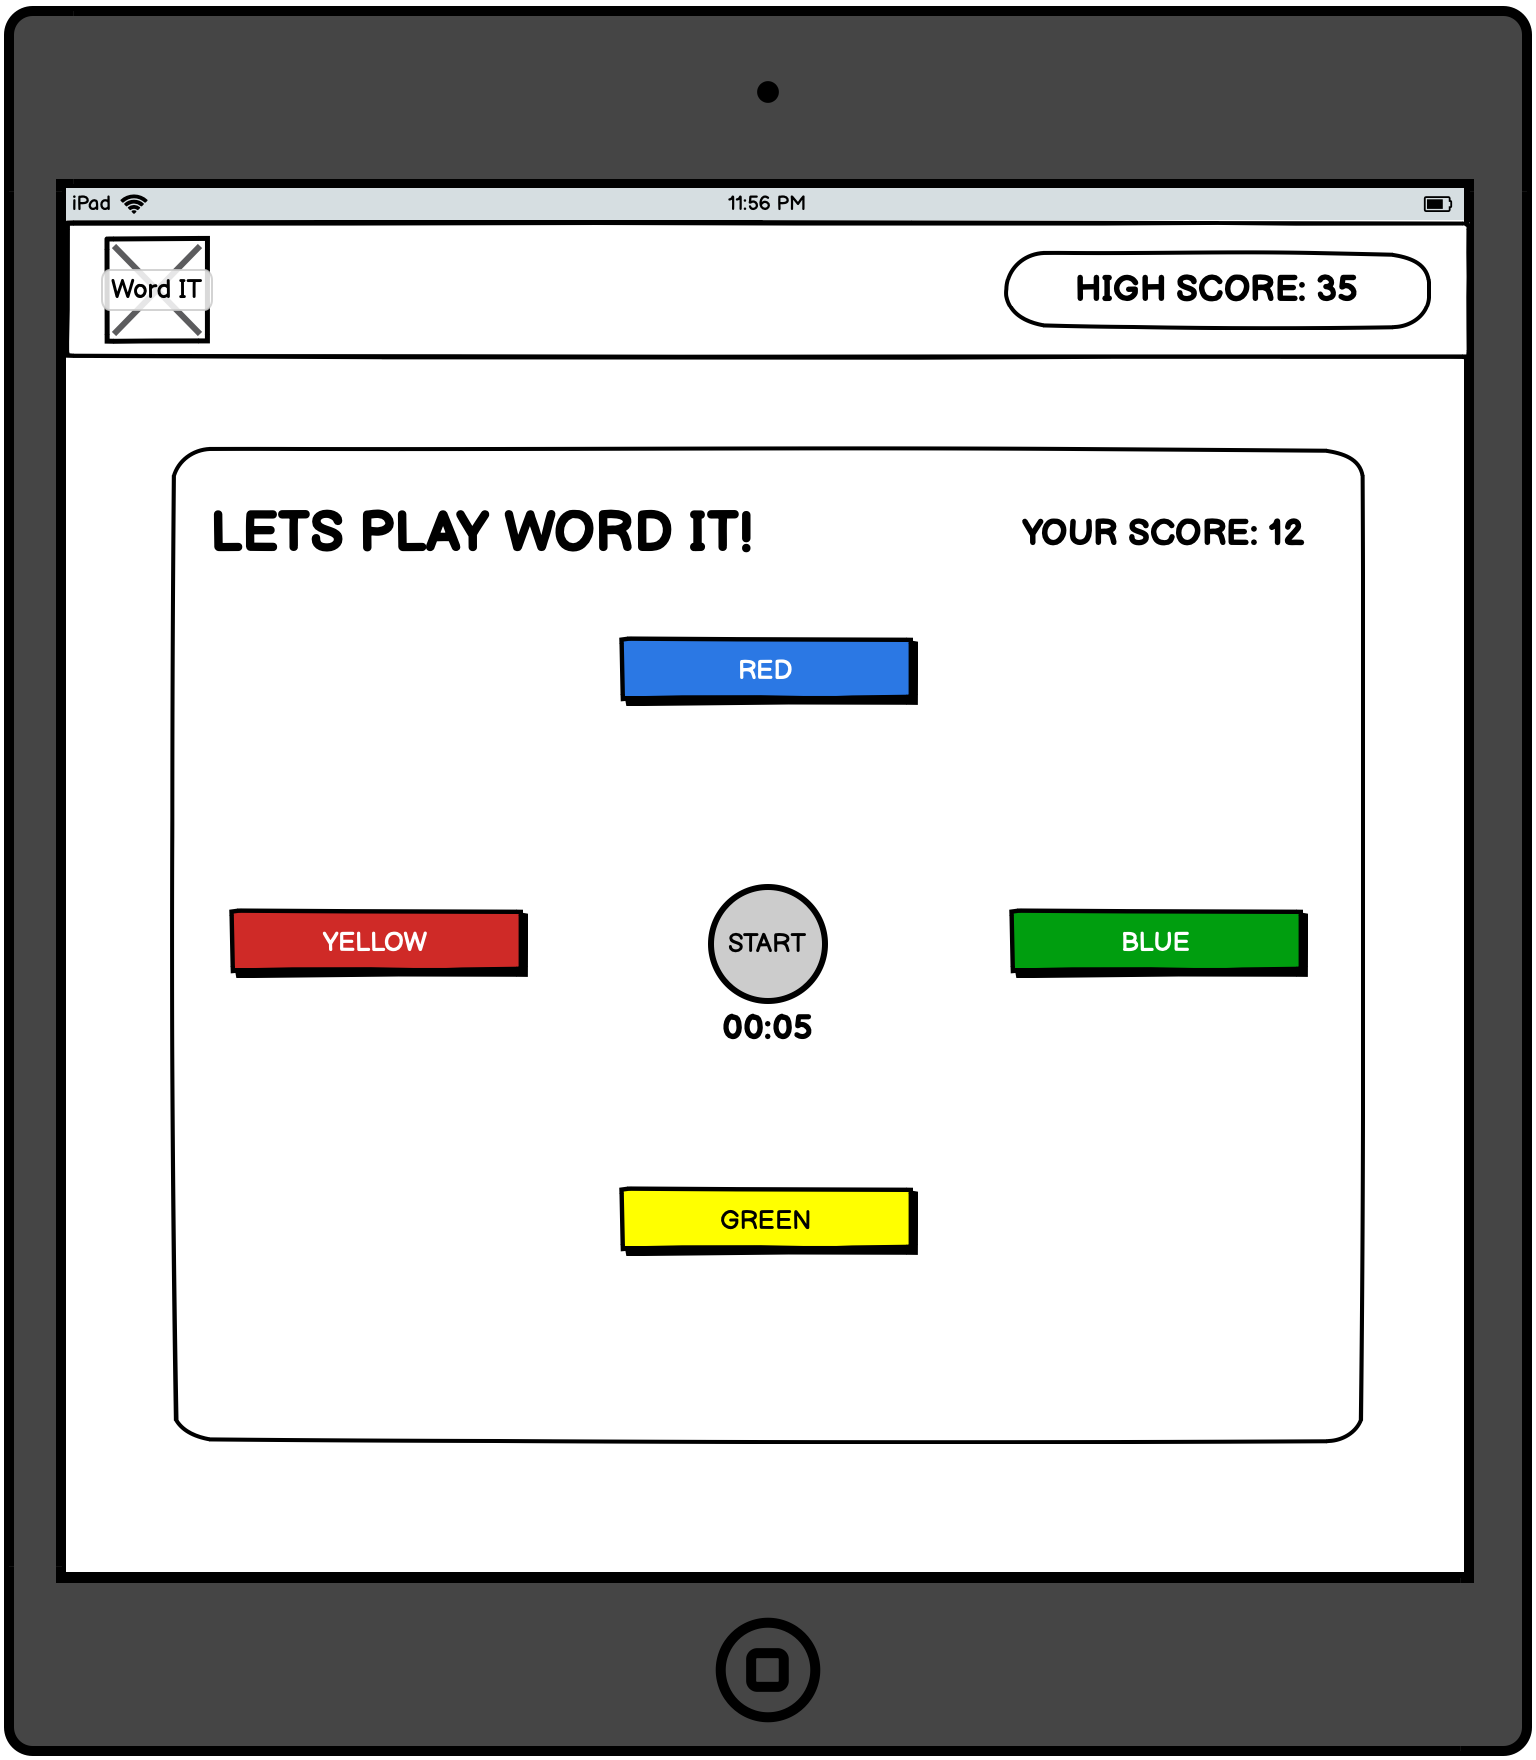 iPad
11:56 PM
Word IT
HIGH SCORE: 35
LETS PLAY WORD IT!
YOUR SCORE: 12
RED
YELLOW
START
BLUE
00:05
GREEN